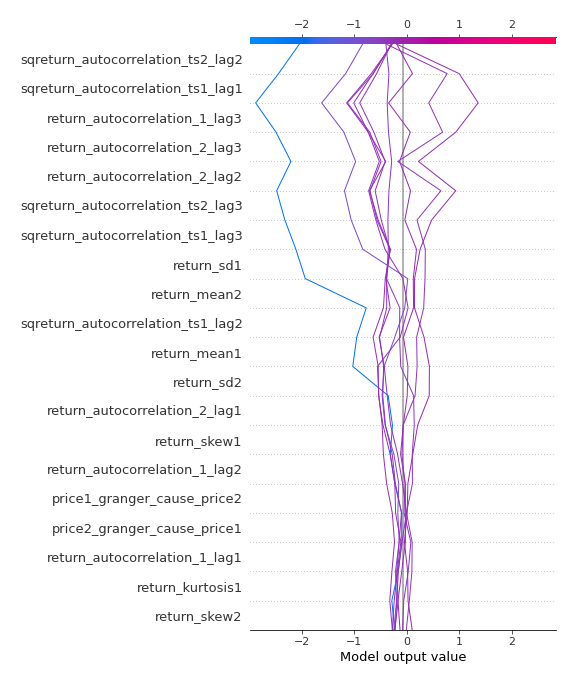 −2 −1 0 1 2
sqreturn_autocorrelation_ts2_lag2
sqreturn_autocorrelation_ts1_lag1
return_autocorrelation_1_lag3
return_autocorrelation_2_lag3
return_autocorrelation_2_lag2
sqreturn_autocorrelation_ts2_lag3
sqreturn_autocorrelation_ts1_lag3
return_sd1
return_mean2
sqreturn_autocorrelation_ts1_lag2
return_mean1
return_sd2
return_autocorrelation_2_lag1
return_skew1
return_autocorrelation_1_lag2
price1_granger_cause_price2
price2_granger_cause_price1
return_autocorrelation_1_lag1
return_kurtosis1
return_skew2
−2 −1 0 1 2
Model output value